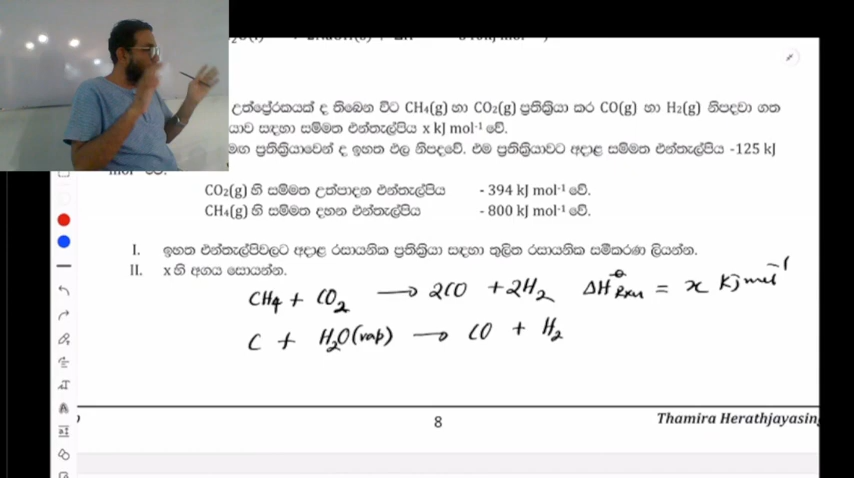 උත්ප්‍රේරකයක් ද තිබෙන විට CH₄(g) හා CO₂(g) ප්‍රතික්‍රියා කර CO(g) හා H₂(g) නිපදවා ගත
යාව සඳහා සම්මත එන්තැල්පිය x kJ mol⁻¹ වේ.
මඟ ප්‍රතික්‍රියාවෙන් ද ඉහත ඵල නිපදවේ. එම ප්‍රතික්‍රියාවට අදාළ සම්මත එන්තැල්පිය -125 kJ
CO₂(g) හි සම්මත උත්පාදන එන්තැල්පිය - 394 kJ mol⁻¹ වේ.
CH₄(g) හි සම්මත දහන එන්තැල්පිය - 800 kJ mol⁻¹ වේ.
I. ඉහත එන්තැල්පිවලට අදාළ රසායනික ප්‍රතික්‍රියා සඳහා තුලිත රසායනික සමීකරණ ලියන්න.
II. x හි අගය සොයන්න.
CH₄ + CO₂ → 2CO + 2H₂ ΔH°Rxn = x kJ mol⁻¹
C + H₂O(vap) → CO + H₂
8 Thamira Herathjayasin